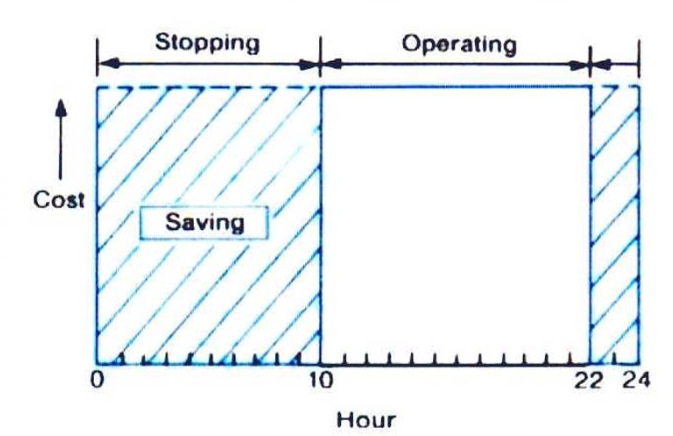 Stopping
Operating
Cost
Saving
0 10 22 24
Hour